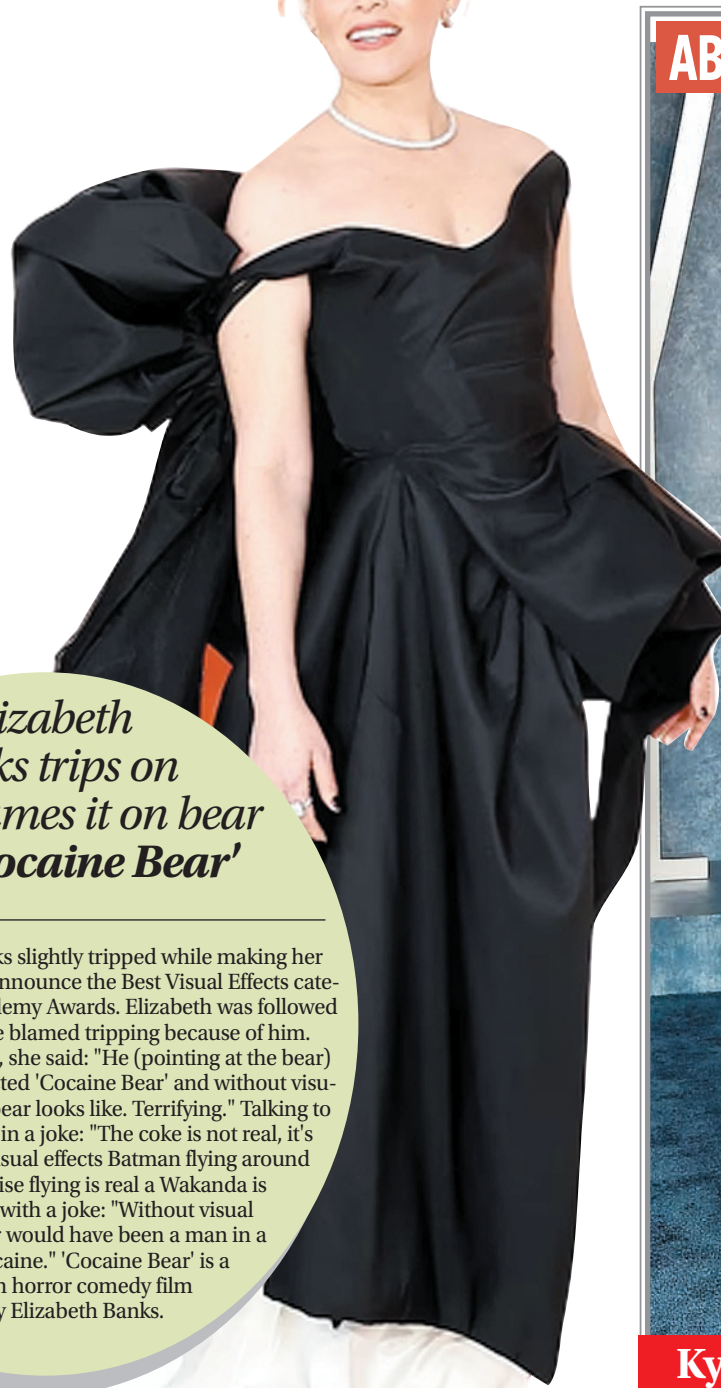 izabeth
ks trips on
ames it on bear
ocaine Bear'
ks slightly tripped while making her
nnounce the Best Visual Effects cate-
demy Awards. Elizabeth was followed
e blamed tripping because of him.
, she said: "He (pointing at the bear)
ted 'Cocaine Bear' and without visu-
bear looks like. Terrifying." Talking to
in a joke: "The coke is not real, it's
sual effects Batman flying around
ise flying is real a Wakanda is
with a joke: "Without visual
r would have been a man in a
caine." 'Cocaine Bear' is a
n horror comedy film
y Elizabeth Banks.
AB
Ky